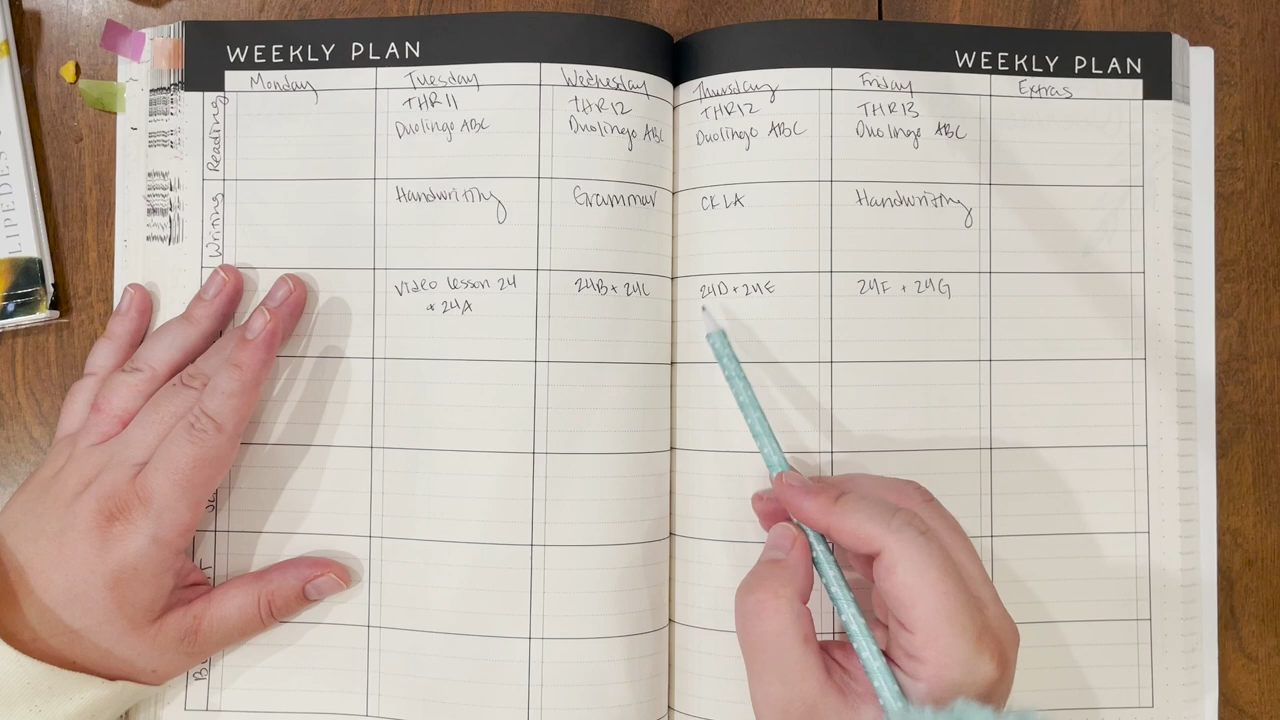 WEEKLY PLAN
WEEKLY PLAN
Monday Tuesday Wednesday Thursday Friday Extras
Reading
THR11
Duolingo ABC
THR12
Duolingo ABC
THR12
Duolingo ABC
THR13
Duolingo ABC
Writing
Handwriting
Grammar
CKLA
Handwriting
Video lesson 24
+ 24A
24B + 24C
24D + 24E
24F + 24G
LIPEDES